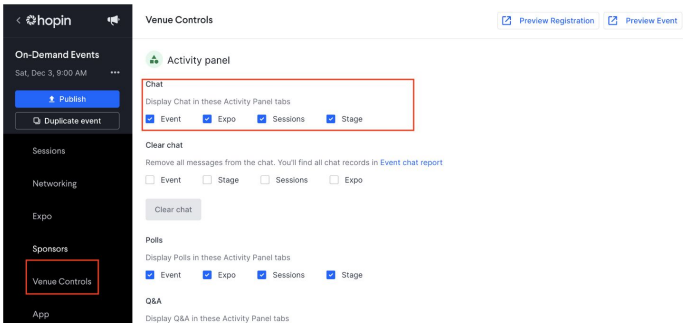 hopin
On-Demand Events
Sat, Dec 3, 9:00 AM
Publish
Duplicate event
Sessions
Networking
Expo
Sponsors
Venue Controls
App
Venue Controls
Preview Registration
Preview Event
Activity panel
Chat
Display Chat in these Activity Panel tabs
Event Expo Sessions Stage
Clear chat
Remove all messages from the chat. You'll find all chat records in Event chat report
Event Stage Sessions Expo
Clear chat
Polls
Display Polls in these Activity Panel tabs
Event Expo Sessions Stage
Q&A
Display Q&A in these Activity Panel tabs